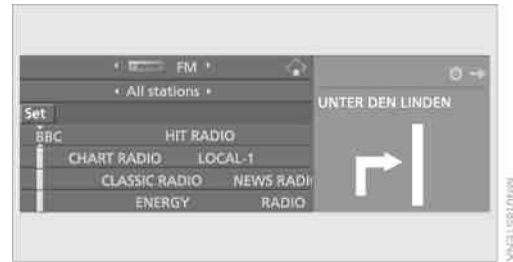 FM
All stations
Set
BBC HIT RADIO
CHART RADIO LOCAL-1
CLASSIC RADIO NEWS RADI
ENERGY RADIO
UNTER DEN LINDEN